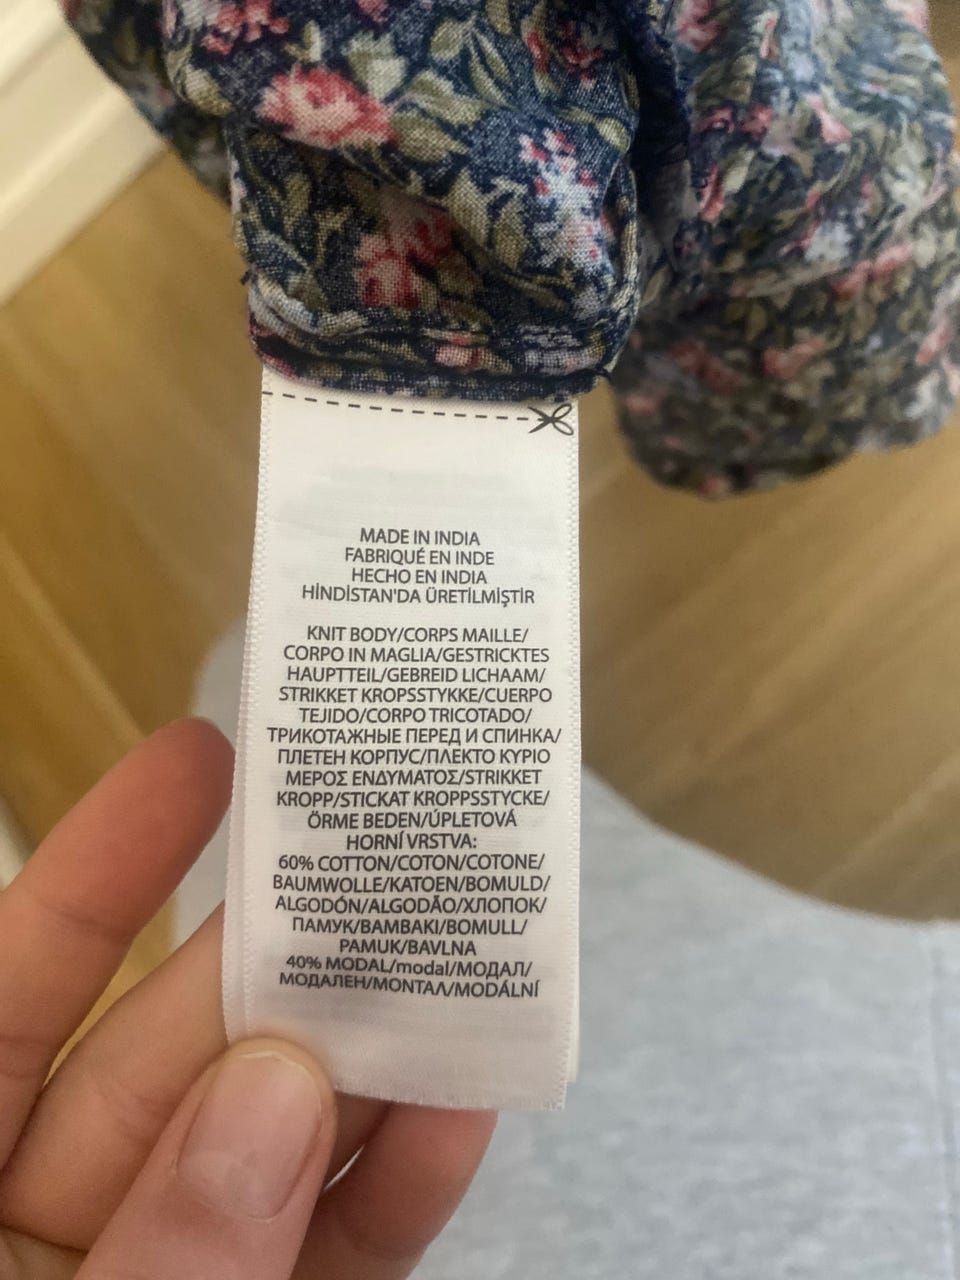 MADE IN INDIA
FABRIQUÉ EN INDE
HECHO EN INDIA
HİNDİSTAN'DA ÜRETİLMİŞTİR
KNIT BODY/CORPS MAILLE/
CORPO IN MAGLIA/GESTRICKTES
HAUPTTEIL/GEBREID LICHAAM/
STRIKKET KROPSSTYKKE/CUERPO
TEJIDO/CORPO TRICOTADO/
ТРИКОТАЖНЫЕ ПЕРЕД И СПИНКА/
ПЛЕТЕН КОРПУС/ΠΛΕΚΤΟ ΚΥΡΙΟ
ΜΕΡΟΣ ΕΝΔΥΜΑΤΟΣ/STRIKKET
KROPP/STICKAT KROPPSSTYCKE/
ÖRME BEDEN/ÚPLETOVÁ
HORNÍ VRSTVA:
60% COTTON/COTON/COTONE/
BAUMWOLLE/KATOEN/BOMULD/
ALGODÓN/ALGODÃO/ХЛОПОК/
ПАМУК/ΒΑΜΒΑΚΙ/BOMULL/
PAMUK/BAVLNA
40% MODAL/modal/МОДАЛ/
МОДАЛЕН/ΜΟΝΤΑΛ/MODÁLNÍ